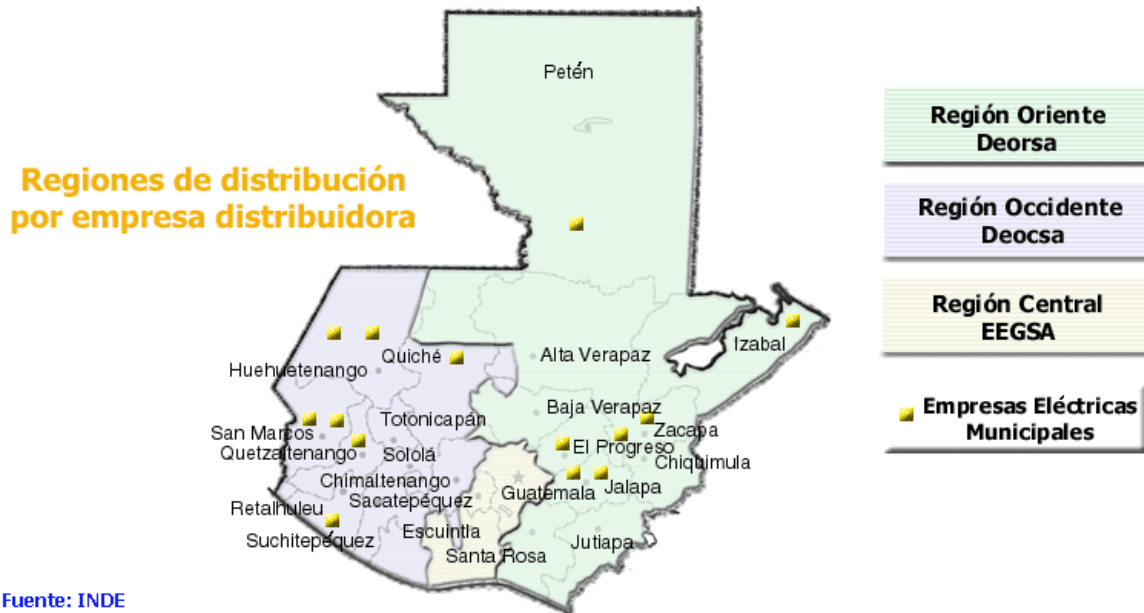 Petén
Región Oriente
Deorsa
Regiones de distribución
por empresa distribuidora
Región Occidente
Deocsa
Región Central
EEGSA
Izabal
Quiché
Alta Verapaz
Huehuetenango
Baja Verapaz
Empresas Eléctricas
Municipales
Totonicapán
San Marcos
Zacapa
Quetzaltenango
El Progreso
Sololá
Chiquimula
Chimaltenango
Guatemala
Jalapa
Sacatepéquez
Retalhuleu
Escuintla
Suchitepéquez
Jutiapa
Santa Rosa
Fuente: INDE